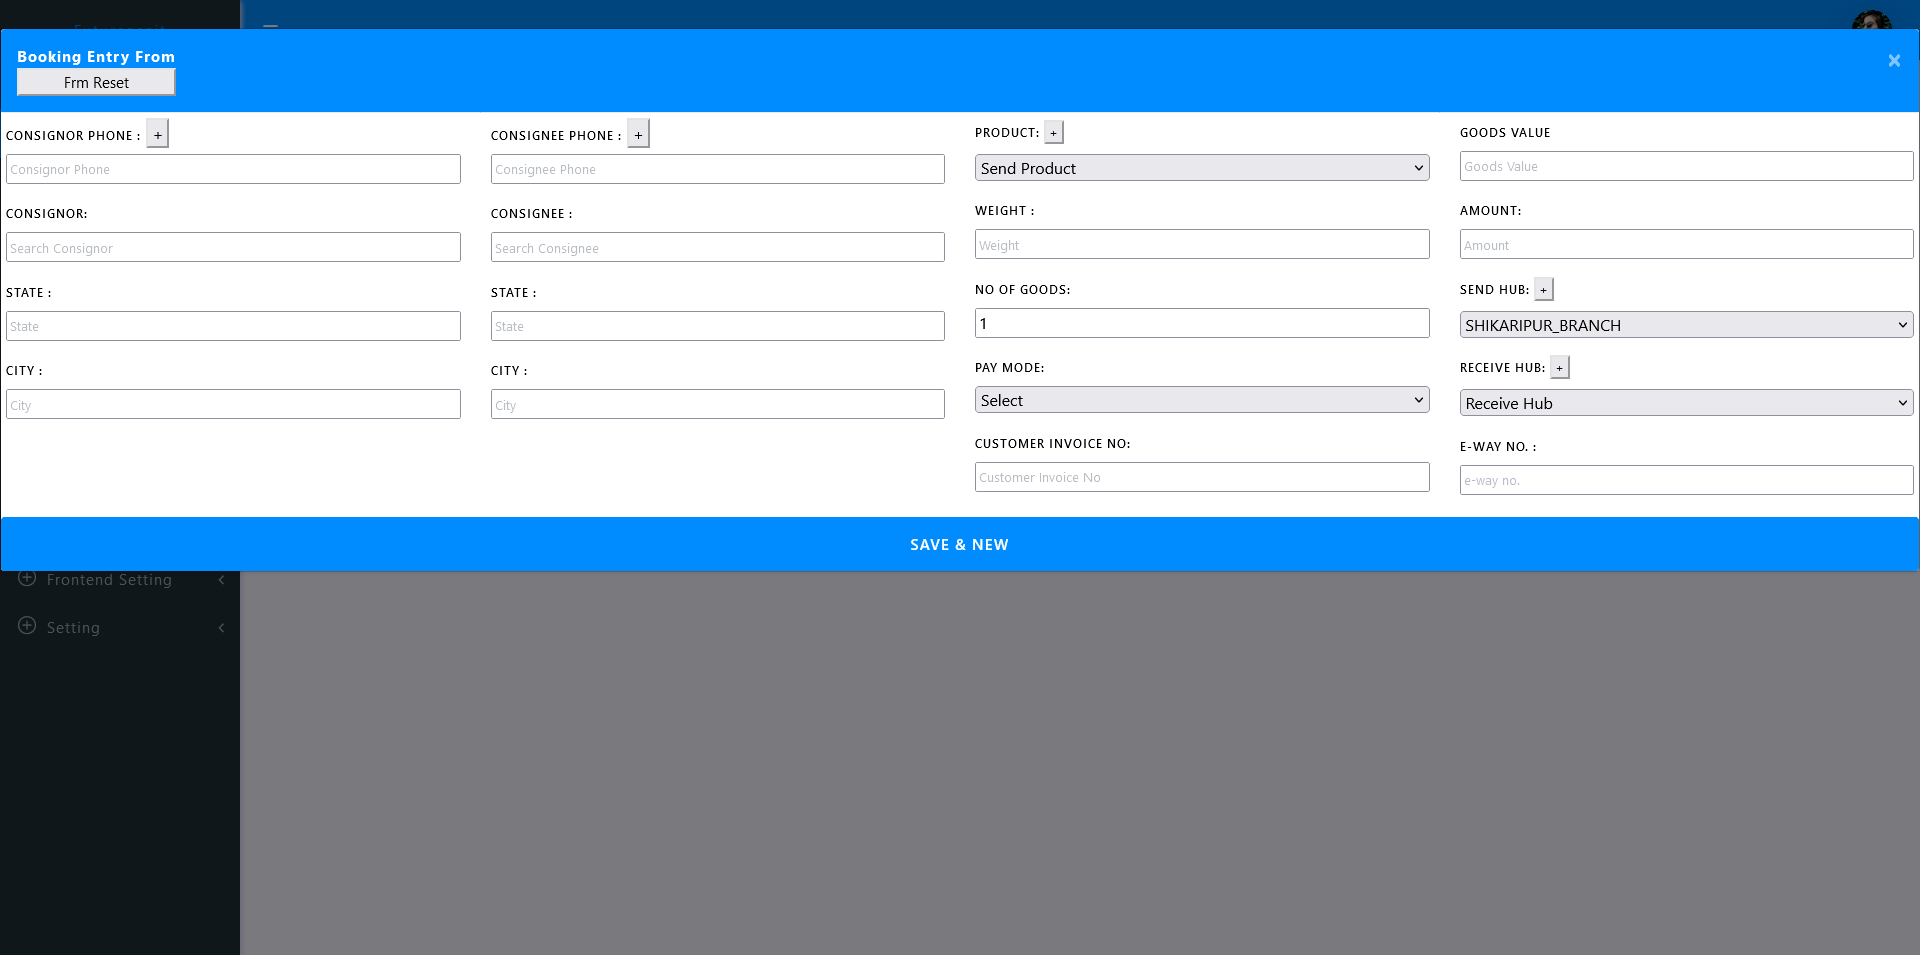 Booking Entry From
×
Frm Reset
CONSIGNOR PHONE : +
Consignor Phone
CONSIGNOR:
Search Consignor
STATE :
State
CITY :
City
CONSIGNEE PHONE : +
Consignee Phone
CONSIGNEE :
Search Consignee
STATE :
State
CITY :
City
PRODUCT: +
Send Product
WEIGHT :
Weight
NO OF GOODS:
1
PAY MODE:
Select
CUSTOMER INVOICE NO:
Customer Invoice No
GOODS VALUE
Goods Value
AMOUNT:
Amount
SEND HUB: +
SHIKARIPUR_BRANCH
RECEIVE HUB: +
Receive Hub
E-WAY NO. :
e-way no.
SAVE & NEW
Frontend Setting
Setting